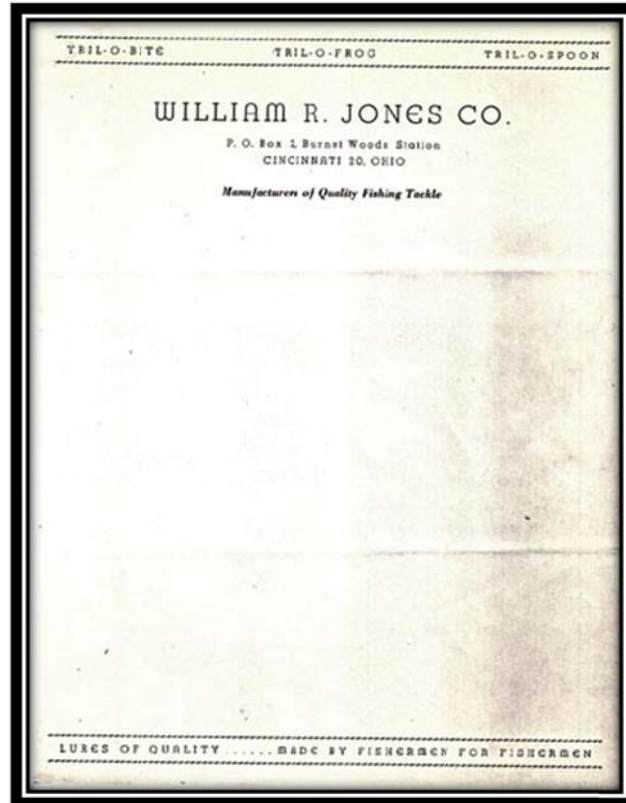 TRIL-O-BITE TRIL-O-FROG TRIL-O-SPOON
WILLIAM R. JONES CO.
P. O. Box 2, Burnet Woods Station
CINCINNATI 20, OHIO
Manufacturers of Quality Fishing Tackle
LURES OF QUALITY ...... MADE BY FISHERMEN FOR FISHERMEN